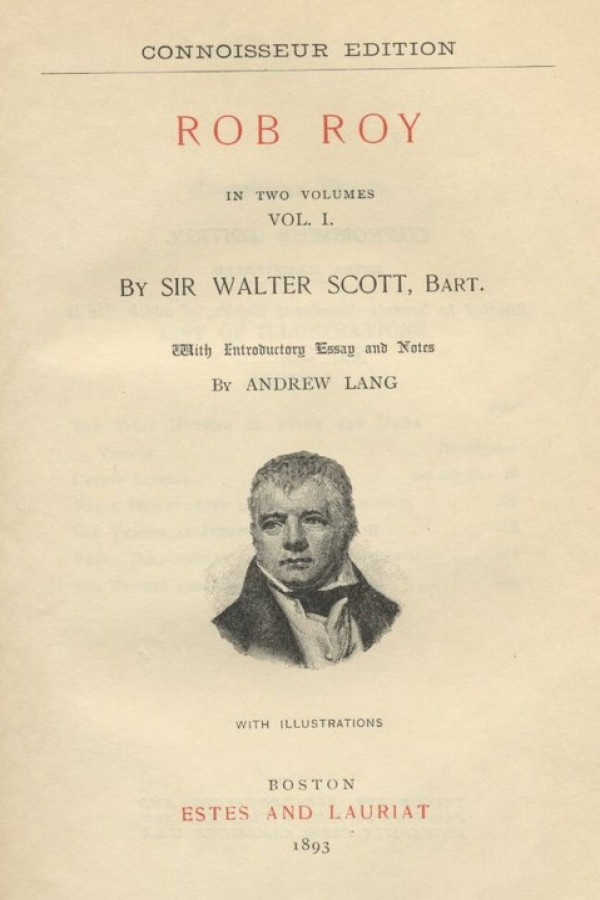 CONNOISSEUR EDITION
ROB ROY
IN TWO VOLUMES
VOL. I.
BY SIR WALTER SCOTT, BART.
With Introductory Essay and Notes
BY ANDREW LANG
WITH ILLUSTRATIONS
BOSTON
ESTES AND LAURIAT
1893